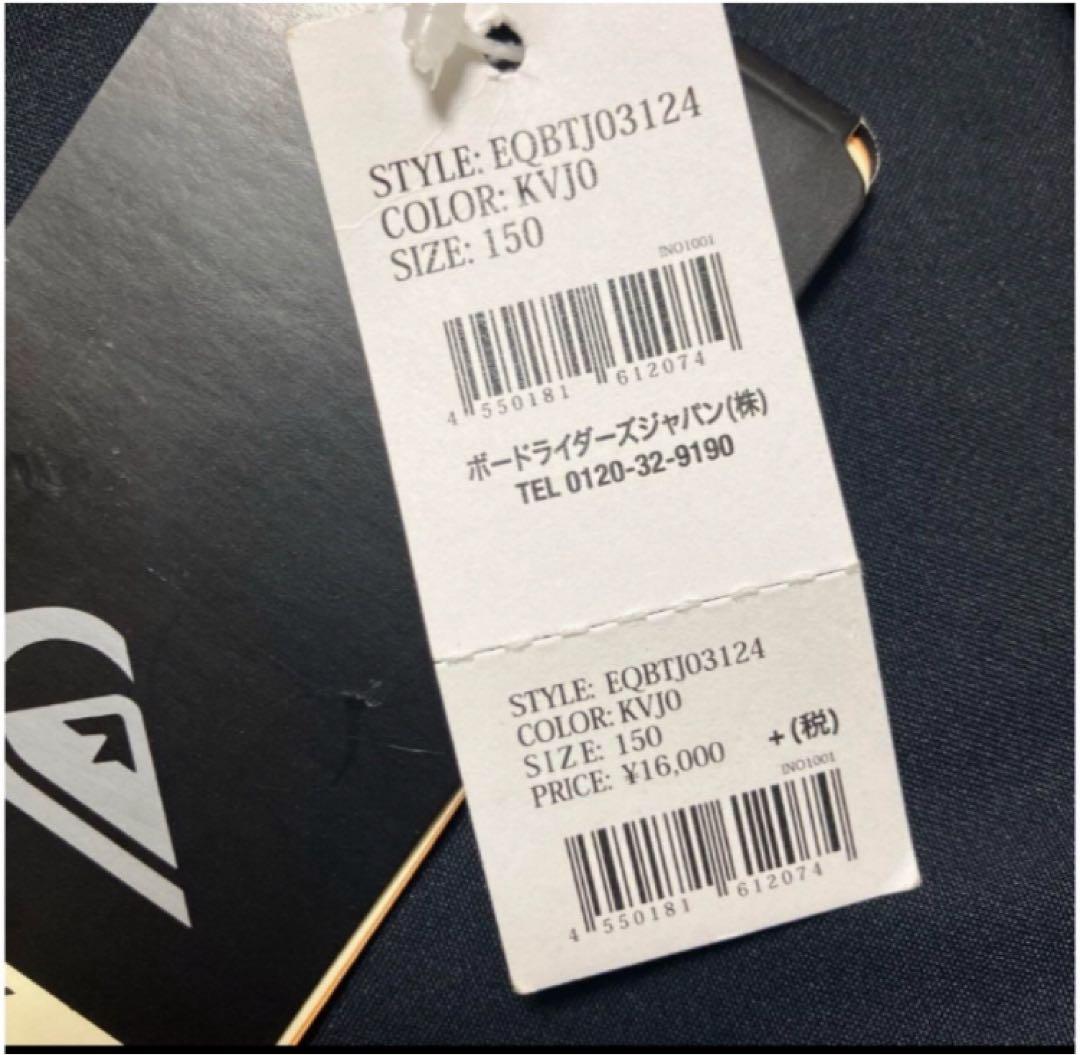 STYLE: EQBTJ03124
COLOR: KVJ0
SIZE: 150
INO1001
4 550181 612074
ボードライダーズジャパン(株)
TEL 0120-32-9190
STYLE: EQBTJ03124
COLOR: KVJ0
SIZE: 150
PRICE: ¥16,000 +(税)
INO1001
4 550181 612074